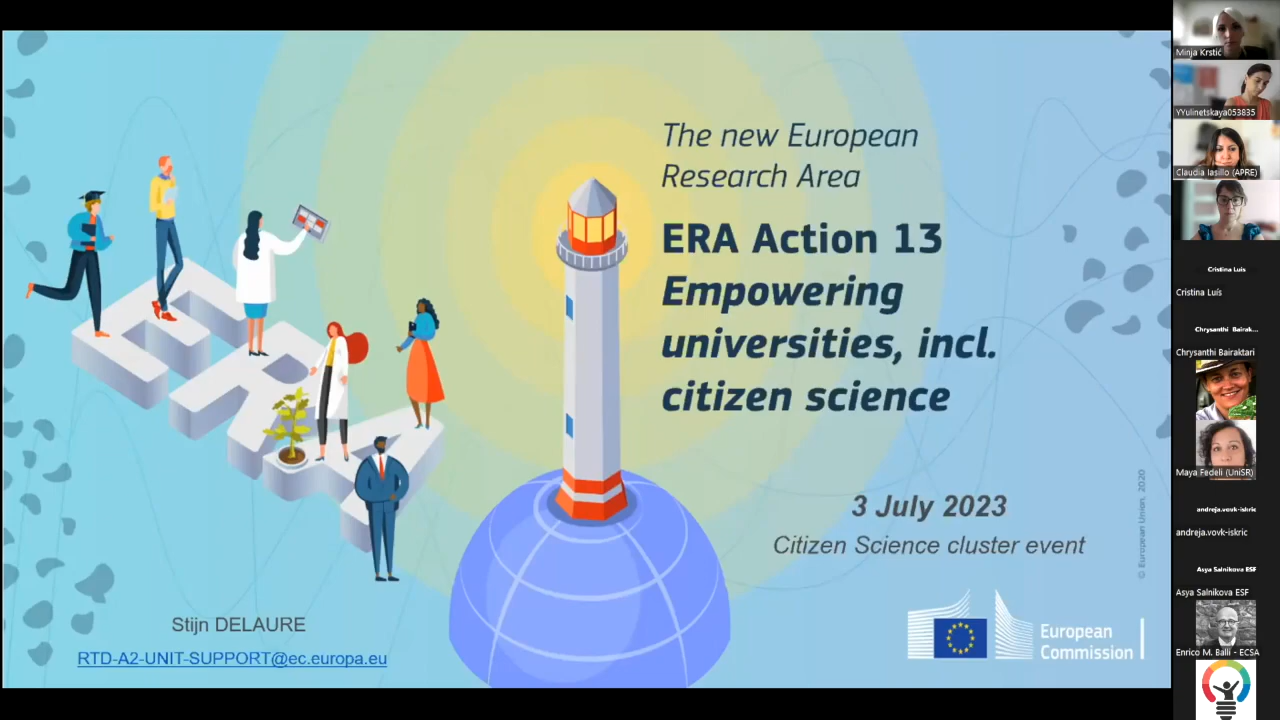 The new European
Research Area
ERA Action 13
Empowering
universities, incl.
citizen science
3 July 2023
Citizen Science cluster event
© European Union, 2020
Stijn DELAURE
RTD-A2-UNIT-SUPPORT@ec.europa.eu
European
Commission
ERA
Minja Krstić
YYulinetskaya053835
Claudia Iasillo (APRE)
Cristina Luis
Cristina Luís
Chrysanthi Bairak...
Chrysanthi Bairaktari
Maya Fedeli (UniSR)
andreja.vovk-iskric
andreja.vovk-iskric
Asya Salnikova ESF
Asya Salnikova ESF
Enrico M. Balli - ECSA